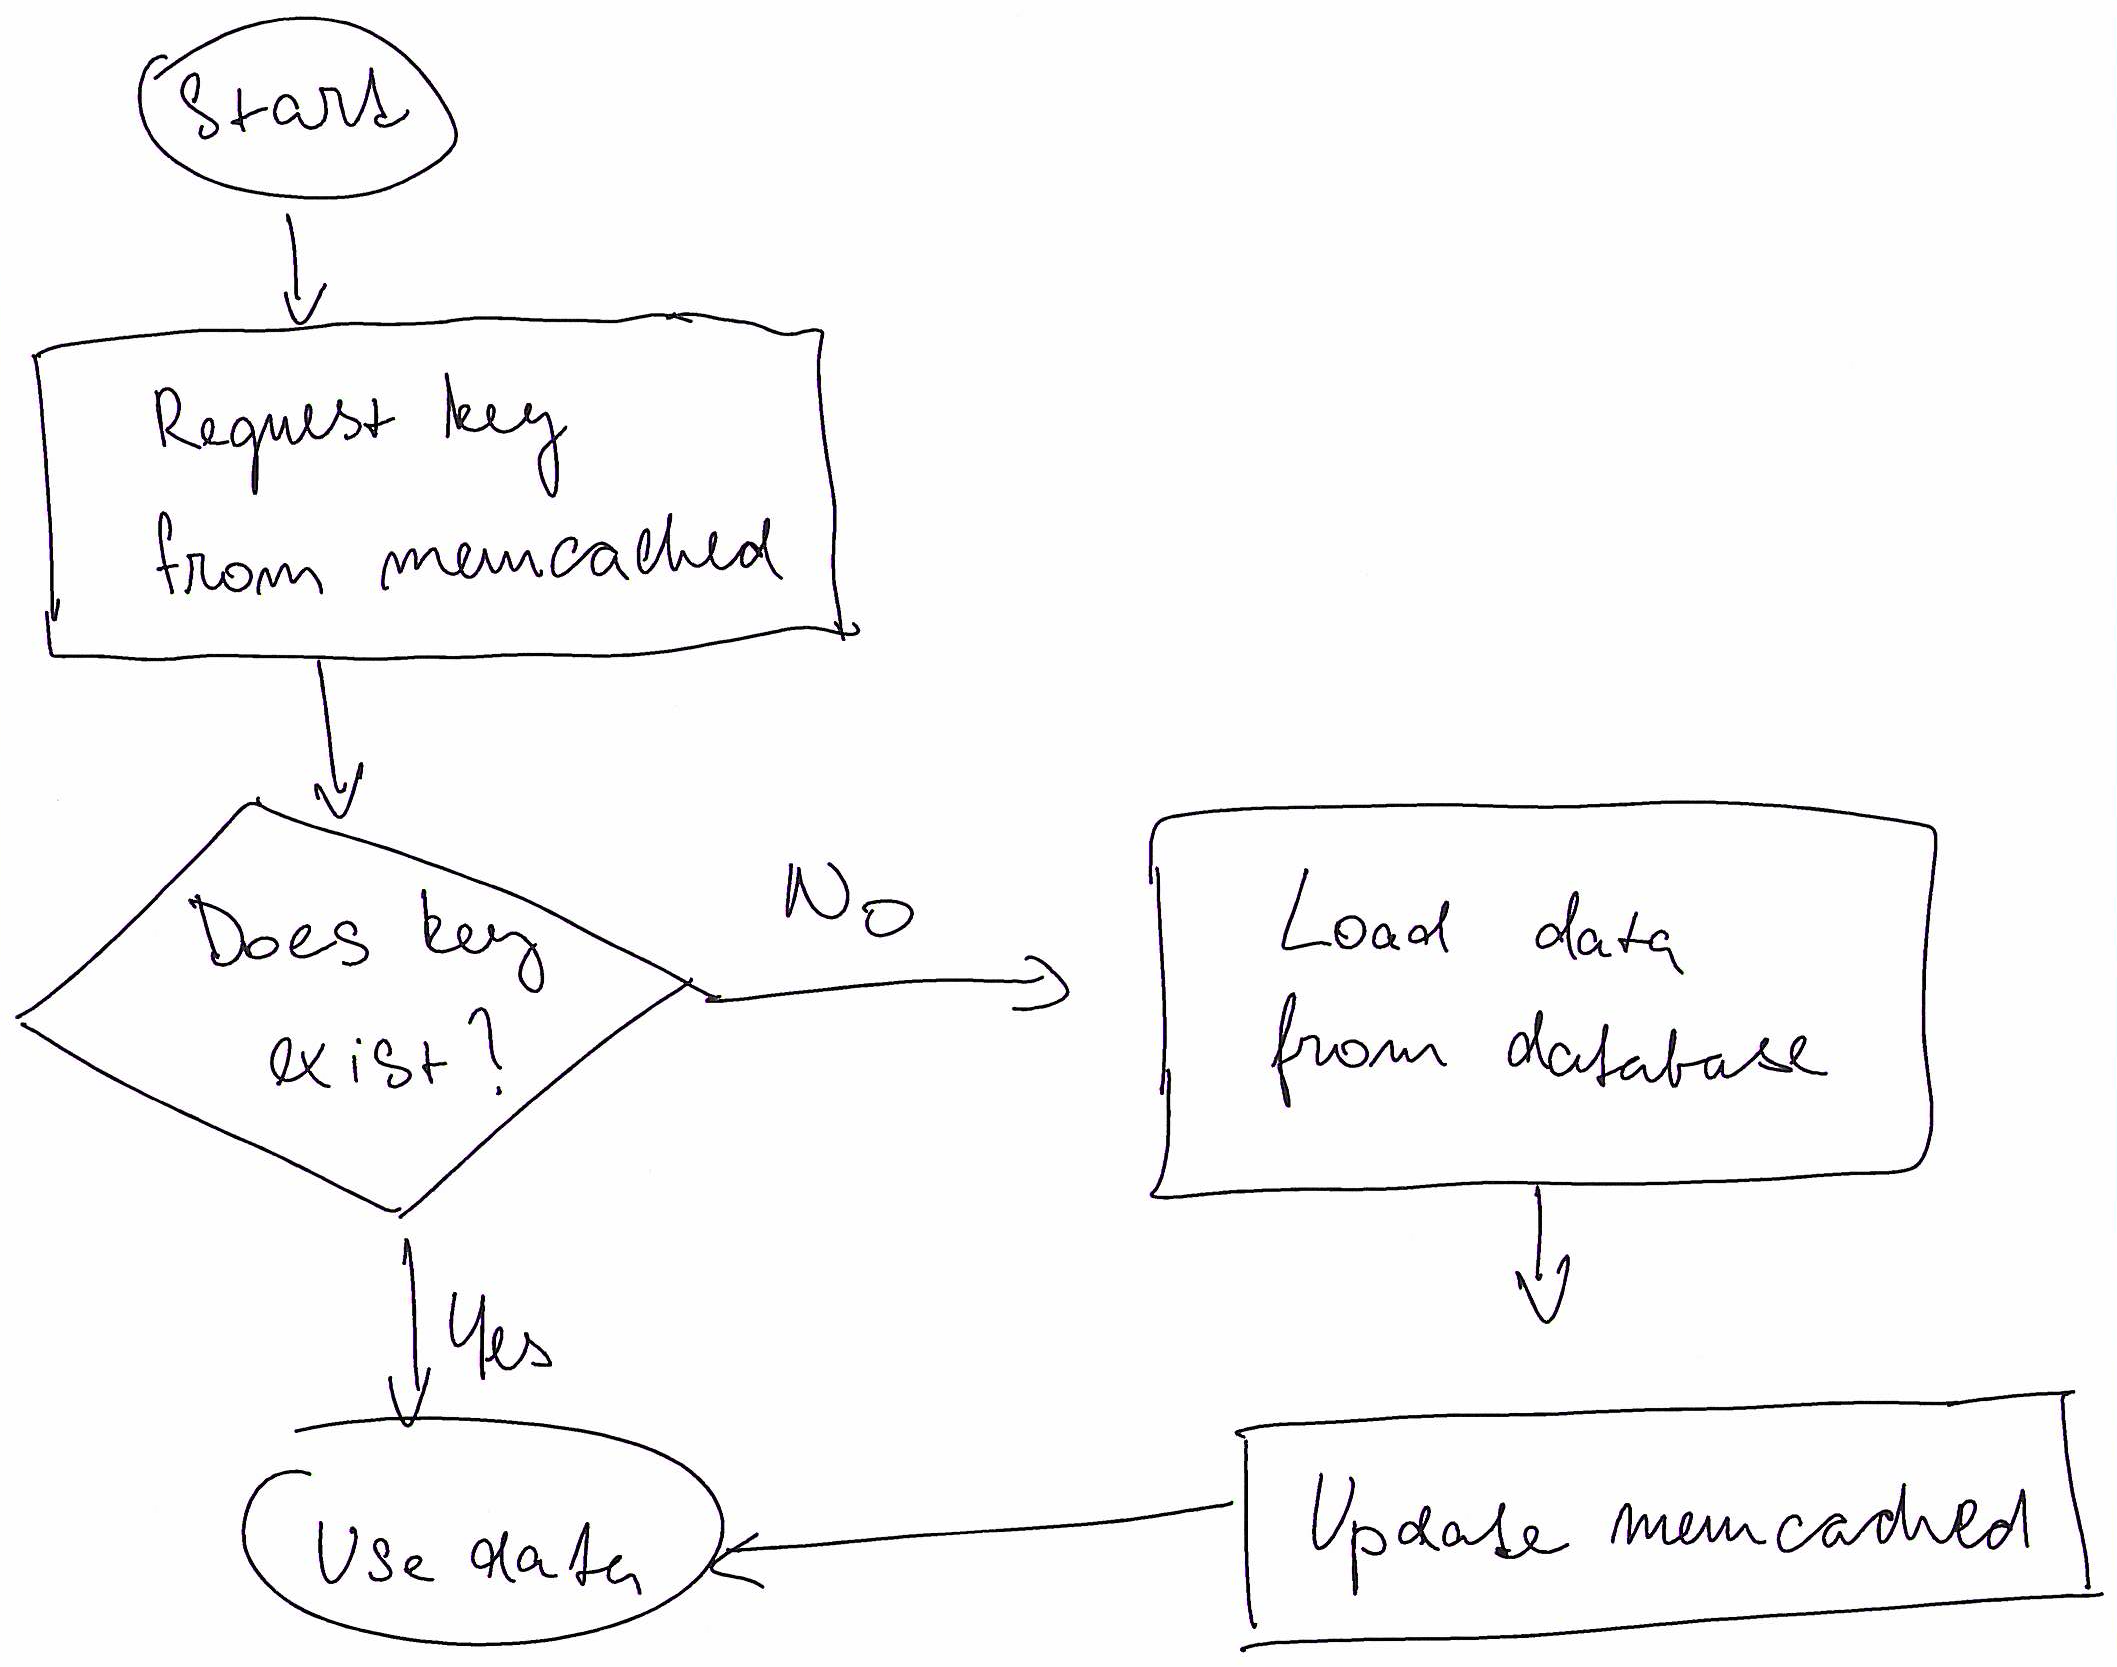 Start
Request key
from memcached
Does key
exist?
No
Load data
from database
Yes
Use data
Update memcached